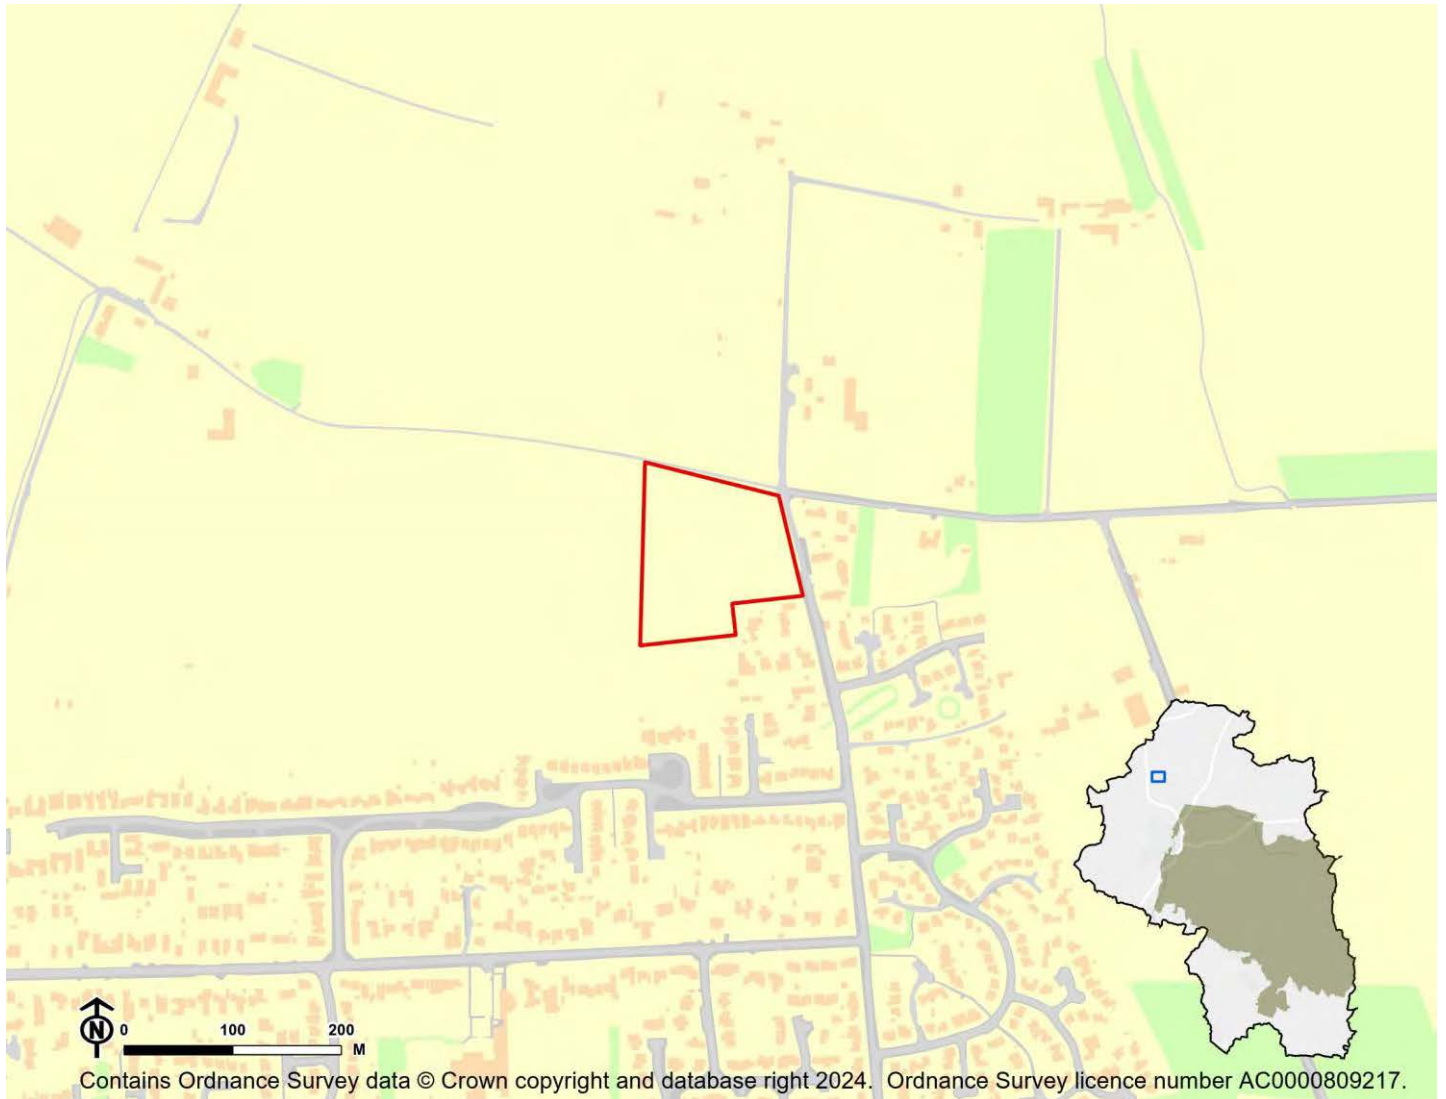 N
0 100 200
M
Contains Ordnance Survey data © Crown copyright and database right 2024. Ordnance Survey licence number AC0000809217.